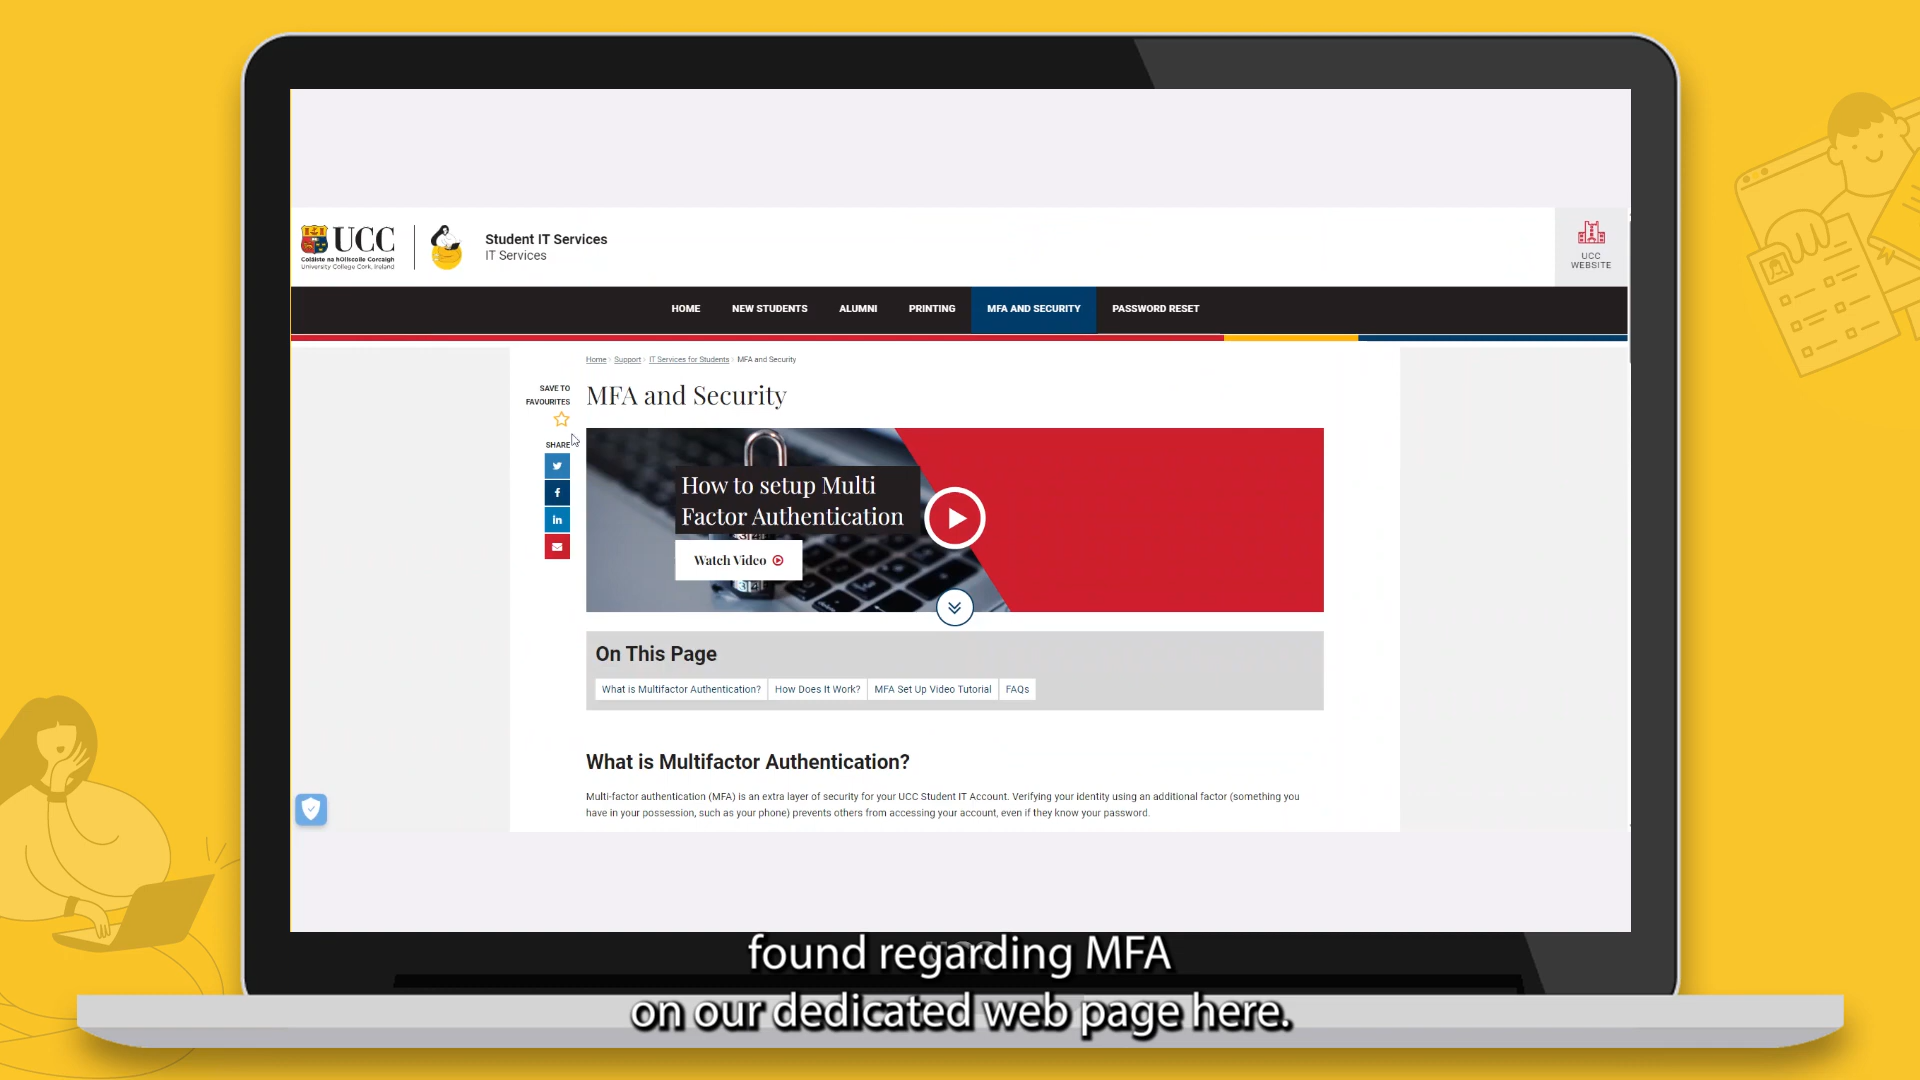 UCC
Coláiste na hOllscoile Corcaigh
University College Cork, Ireland
Student IT Services
IT Services
UCC
WEBSITE
HOME
NEW STUDENTS
ALUMNI
PRINTING
MFA AND SECURITY
PASSWORD RESET
Home
Support
IT Services for Students
MFA and Security
SAVE TO
FAVOURITES
SHARE
MFA and Security
How to setup Multi
Factor Authentication
Watch Video
On This Page
What is Multifactor Authentication?
How Does It Work?
MFA Set Up Video Tutorial
FAQs
What is Multifactor Authentication?
Multi-factor authentication (MFA) is an extra layer of security for your UCC Student IT Account. Verifying your identity using an additional factor (something you
have in your possession, such as your phone) prevents others from accessing your account, even if they know your password.
found regarding MFA
on our dedicated web page here.